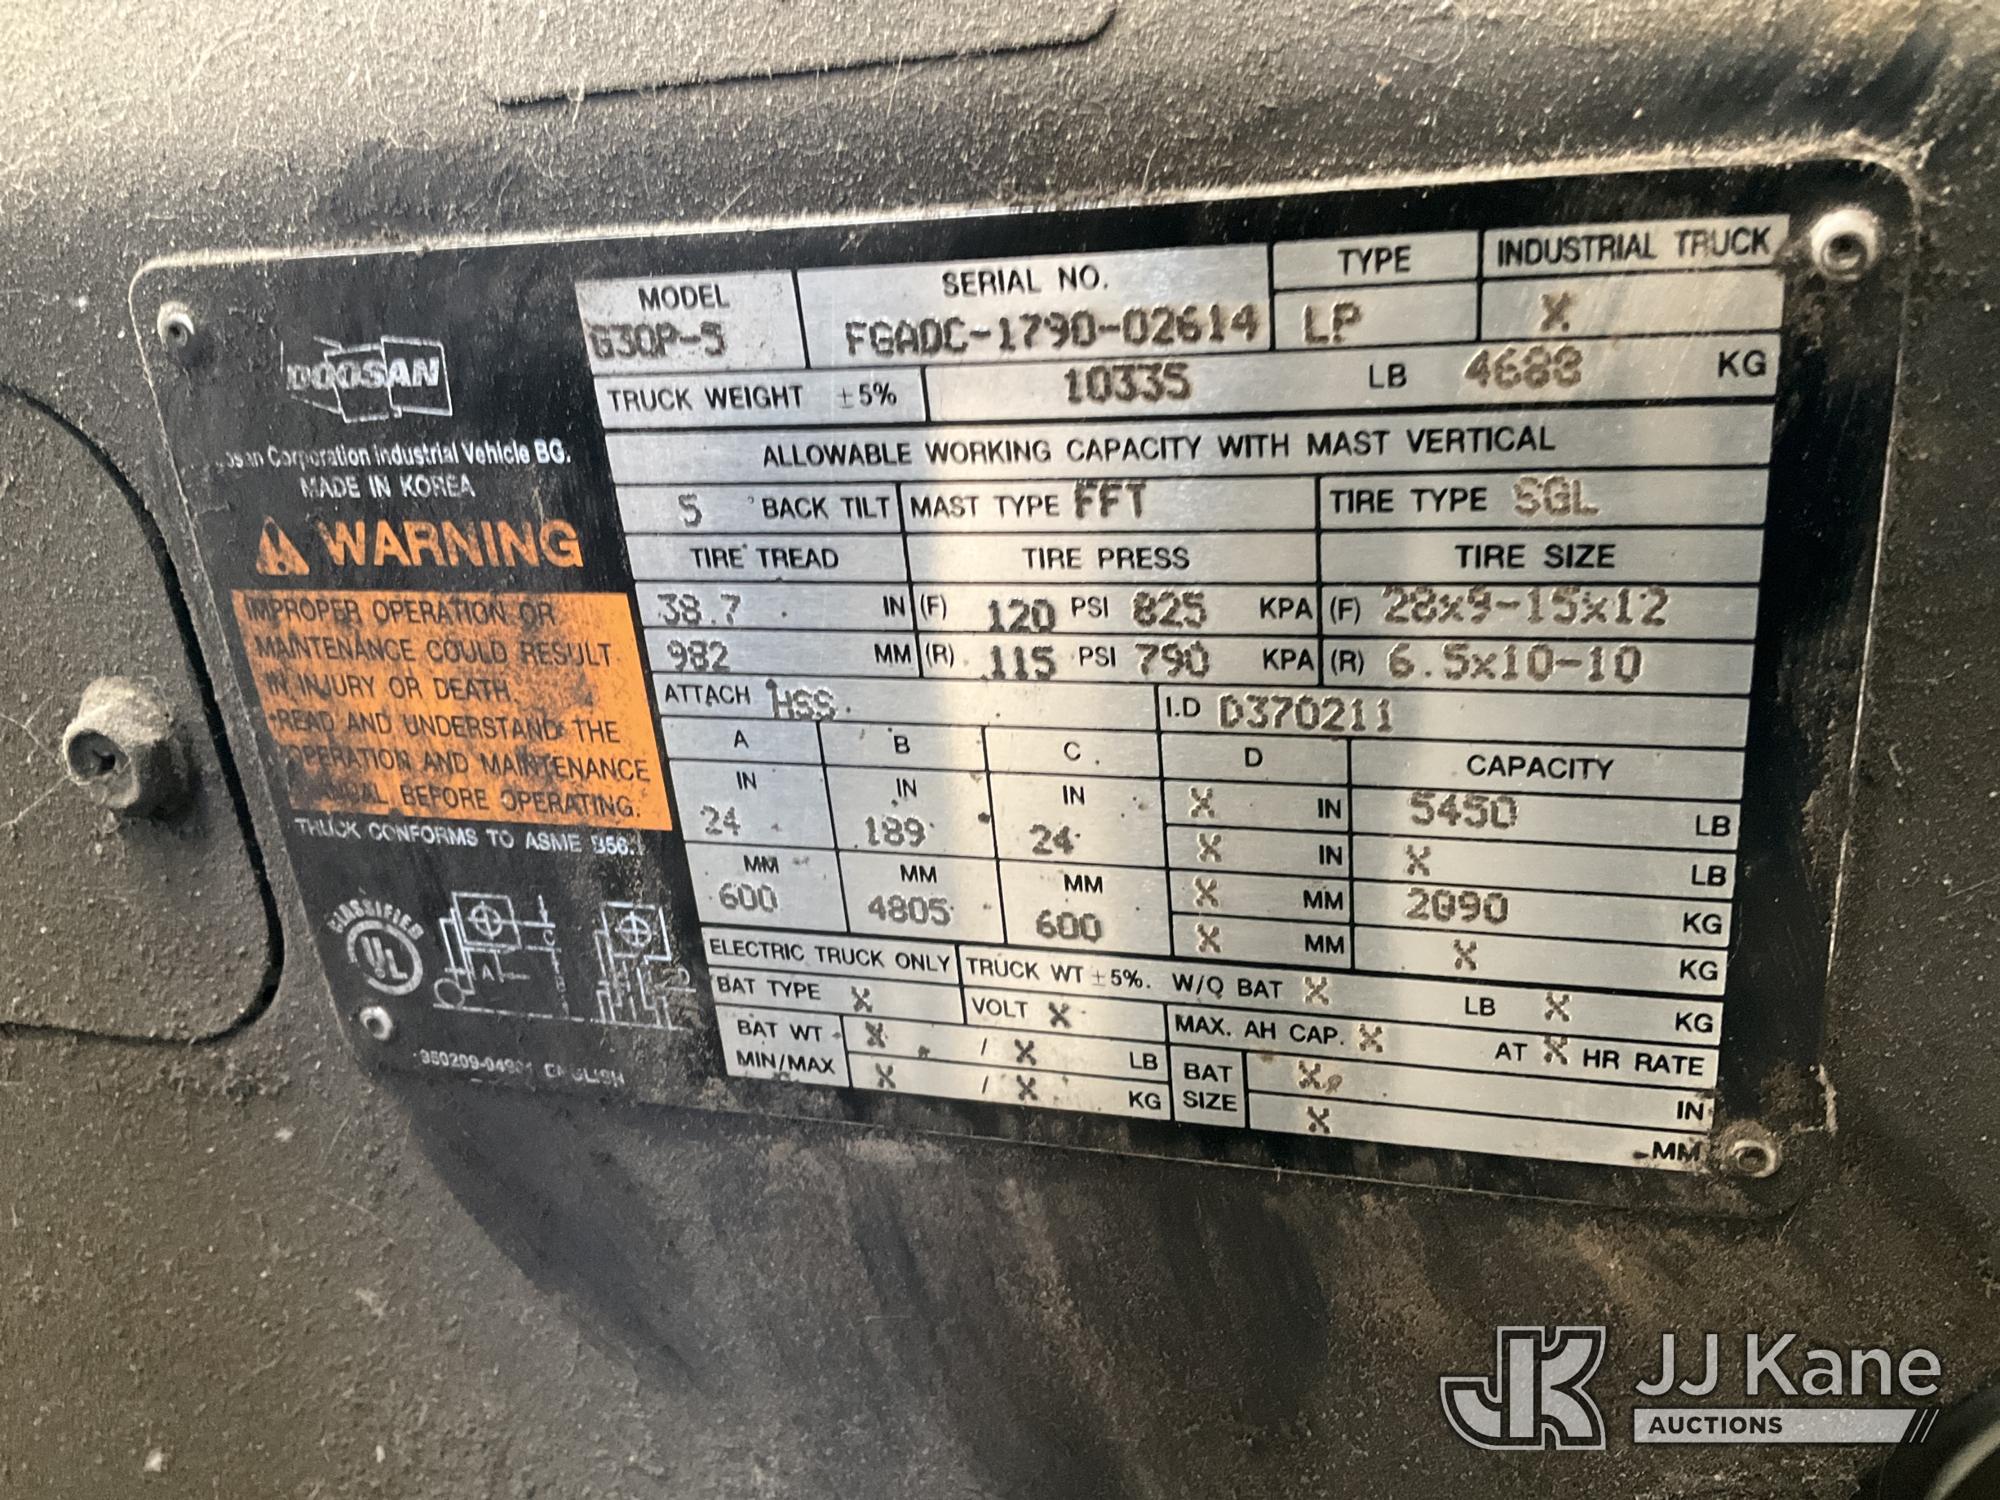 DOOSAN
Corporation Industrial Vehicle BG.
MADE IN KOREA
WARNING
IMPROPER OPERATION OR
MAINTENANCE COULD RESULT
IN INJURY OR DEATH.
READ AND UNDERSTAND THE
OPERATION AND MAINTENANCE
MANUAL BEFORE OPERATING.
TRUCK CONFORMS TO ASME B56.1
CLASSIFIED
UL
A C
ENGLISH
MODEL SERIAL NO. TYPE INDUSTRIAL TRUCK
G30P-5 FGA0C-1790-02614 LP X
TRUCK WEIGHT ±5% 10335 LB 4688 KG
ALLOWABLE WORKING CAPACITY WITH MAST VERTICAL
5 ° BACK TILT MAST TYPE FFT TIRE TYPE SGL
TIRE TREAD TIRE PRESS TIRE SIZE
38.7 IN (F) 120 PSI 825 KPA (F) 28x9-15x12
982 MM (R) 115 PSI 790 KPA (R) 6.5x10-10
ATTACH HSS I.D D370211
A B C D CAPACITY
IN IN IN X IN 5450 LB
24 189 24 X IN X LB
MM MM MM X MM 2090 KG
600 4805 600 X MM X KG
ELECTRIC TRUCK ONLY TRUCK WT ±5%. W/O BAT X LB X KG
BAT TYPE X VOLT X MAX. AH CAP. X AT X HR RATE
BAT WT X / X LB BAT X IN
MIN/MAX X / X KG SIZE X MM
JK JJ Kane
AUCTIONS